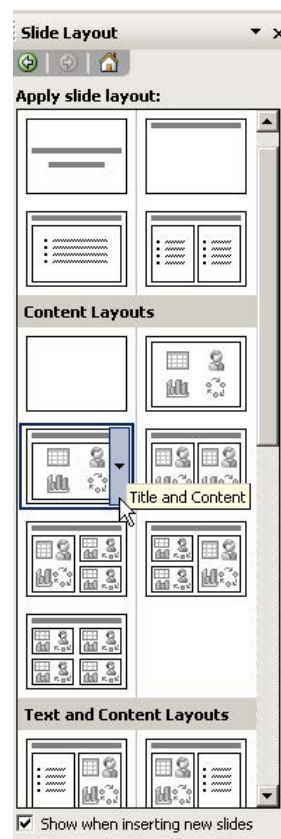 Slide Layout
Apply slide layout:
Content Layouts
Title and Content
Text and Content Layouts
Show when inserting new slides